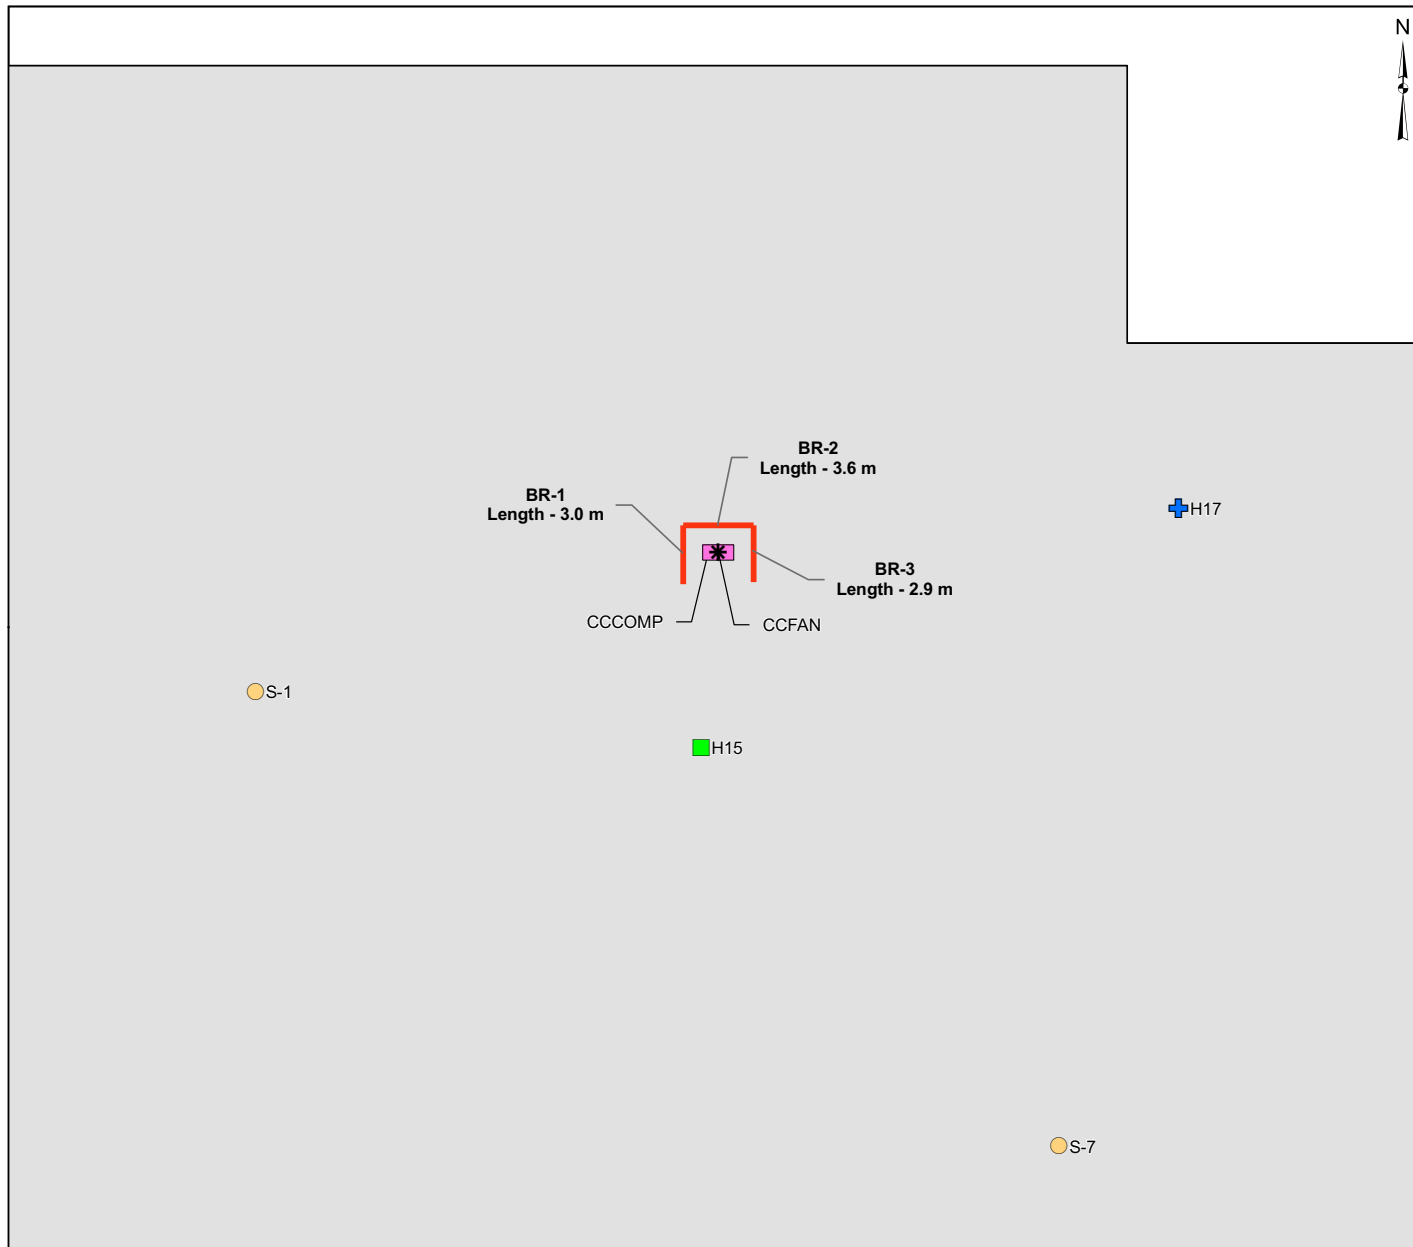 N
BR-2
Length - 3.6 m
BR-1
Length - 3.0 m
H17
BR-3
Length - 2.9 m
CCCOMP
CCFAN
S-1
H15
S-7